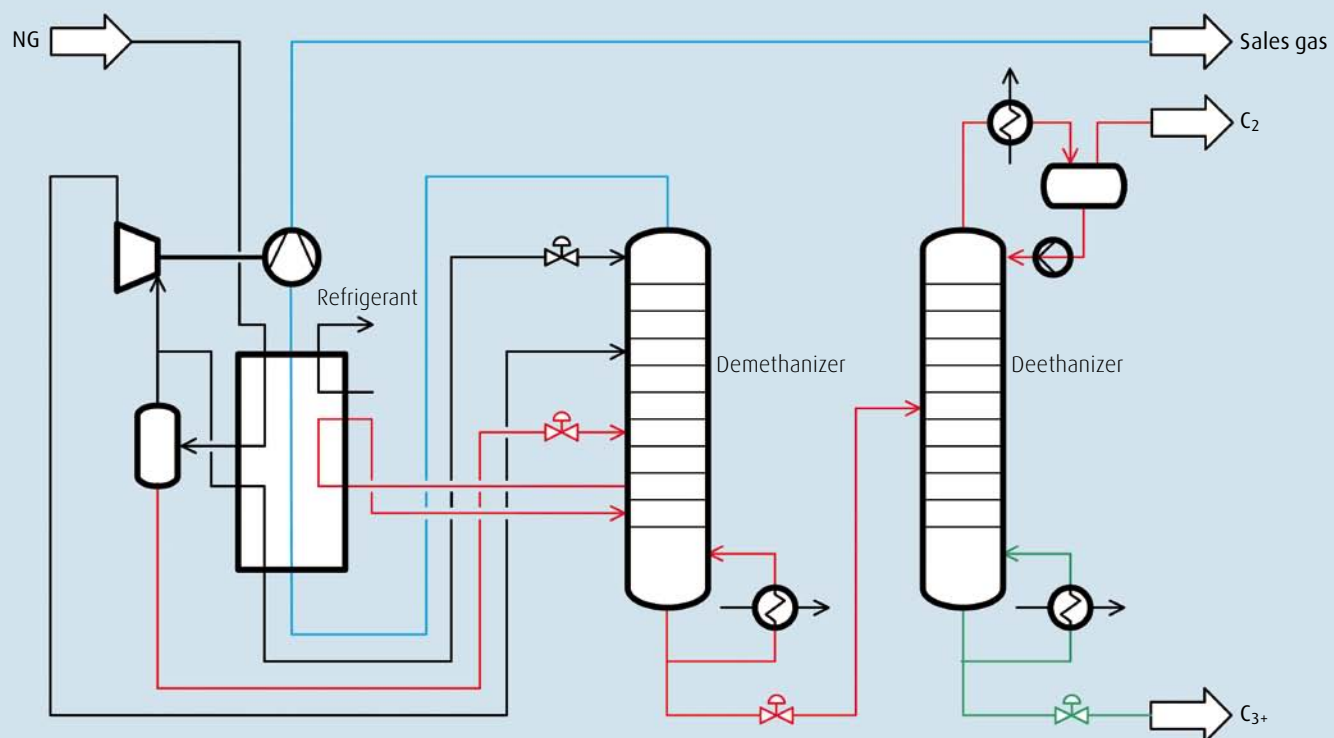 NG
Sales gas
C₂
Refrigerant
Demethanizer
Deethanizer
C₃₊